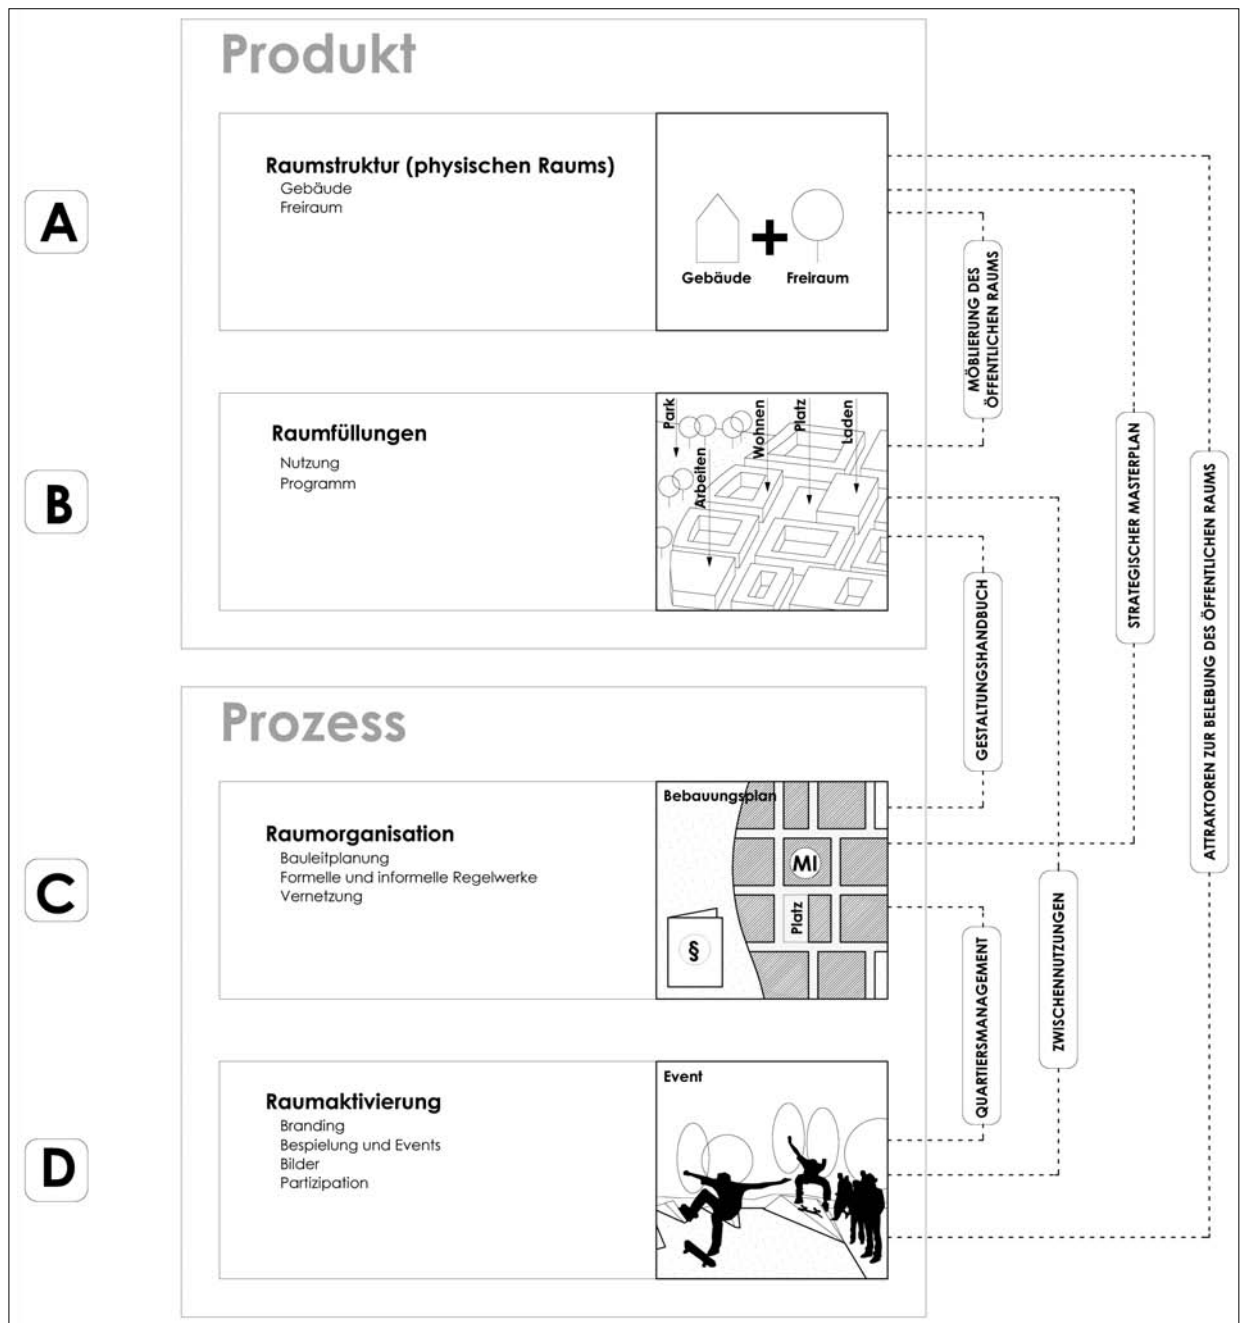 Produkt
A
Raumstruktur (physischen Raums)
Gebäude
Freiraum
Gebäude
Freiraum
B
Raumfüllungen
Nutzung
Programm
Park
Arbeiten
Wohnen
Platz
Laden
Prozess
C
Raumorganisation
Bauleitplanung
Formelle und informelle Regelwerke
Vernetzung
Bebauungsplan
MI
Platz
§
D
Raumaktivierung
Branding
Bespielung und Events
Bilder
Partizipation
Event
MÖBLIERUNG DES
ÖFFENTLICHEN RAUMS
GESTALTUNGSHANDBUCH
QUARTIERSMANAGEMENT
ZWISCHENNUTZUNGEN
STRATEGISCHER MASTERPLAN
ATTRAKTOREN ZUR BELEBUNG DES ÖFFENTLICHEN RAUMS